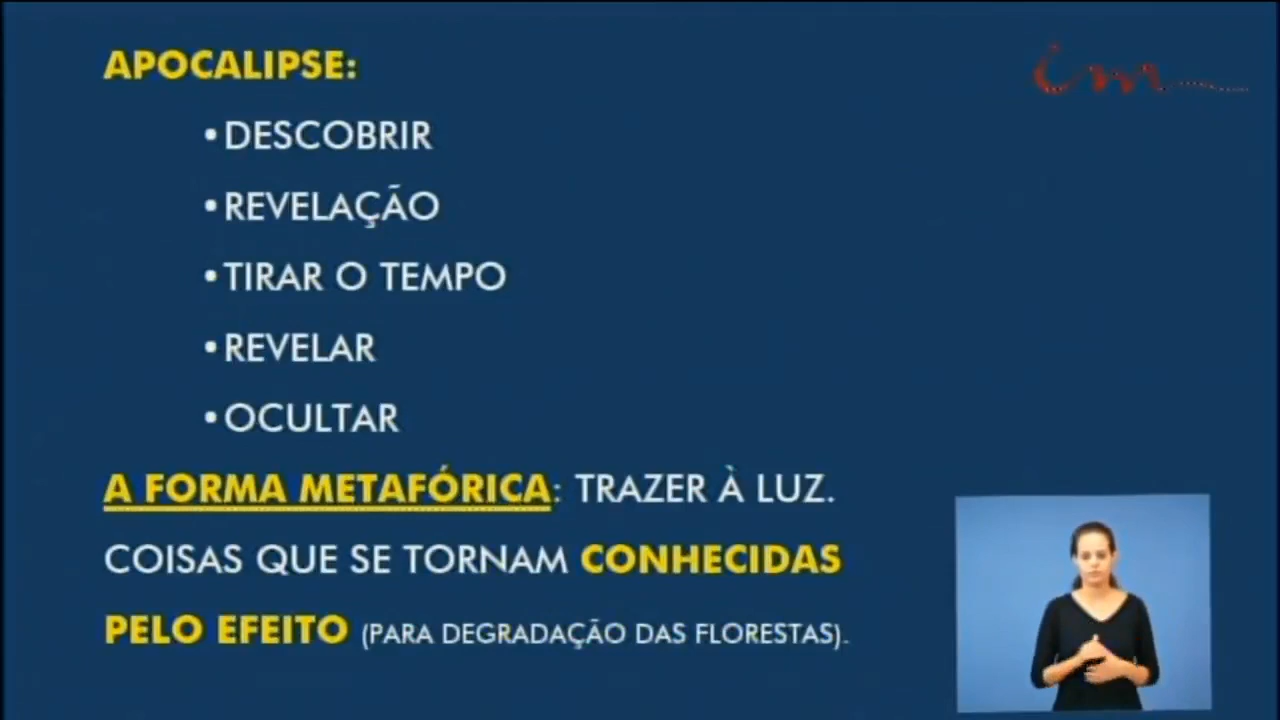 APOCALIPSE:
•DESCOBRIR
•REVELAÇÃO
•TIRAR O TEMPO
•REVELAR
•OCULTAR
A FORMA METAFÓRICA: TRAZER À LUZ.
COISAS QUE SE TORNAM CONHECIDAS
PELO EFEITO (PARA DEGRADAÇÃO DAS FLORESTAS).
im